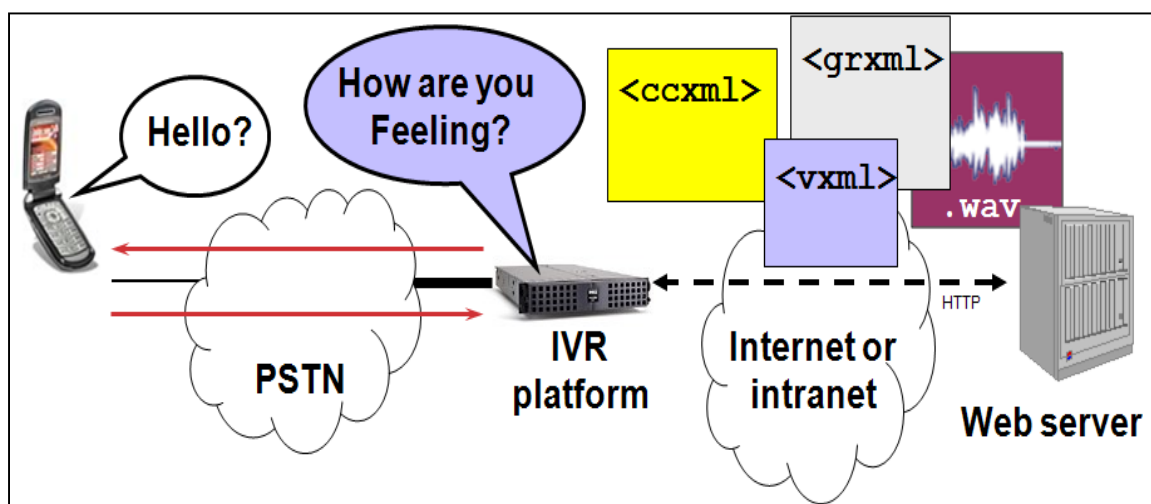 Hello?
How are you
Feeling?
<ccxml>
<grxml>
<vxml>
.wav
HTTP
PSTN
IVR
platform
Internet or
intranet
Web server